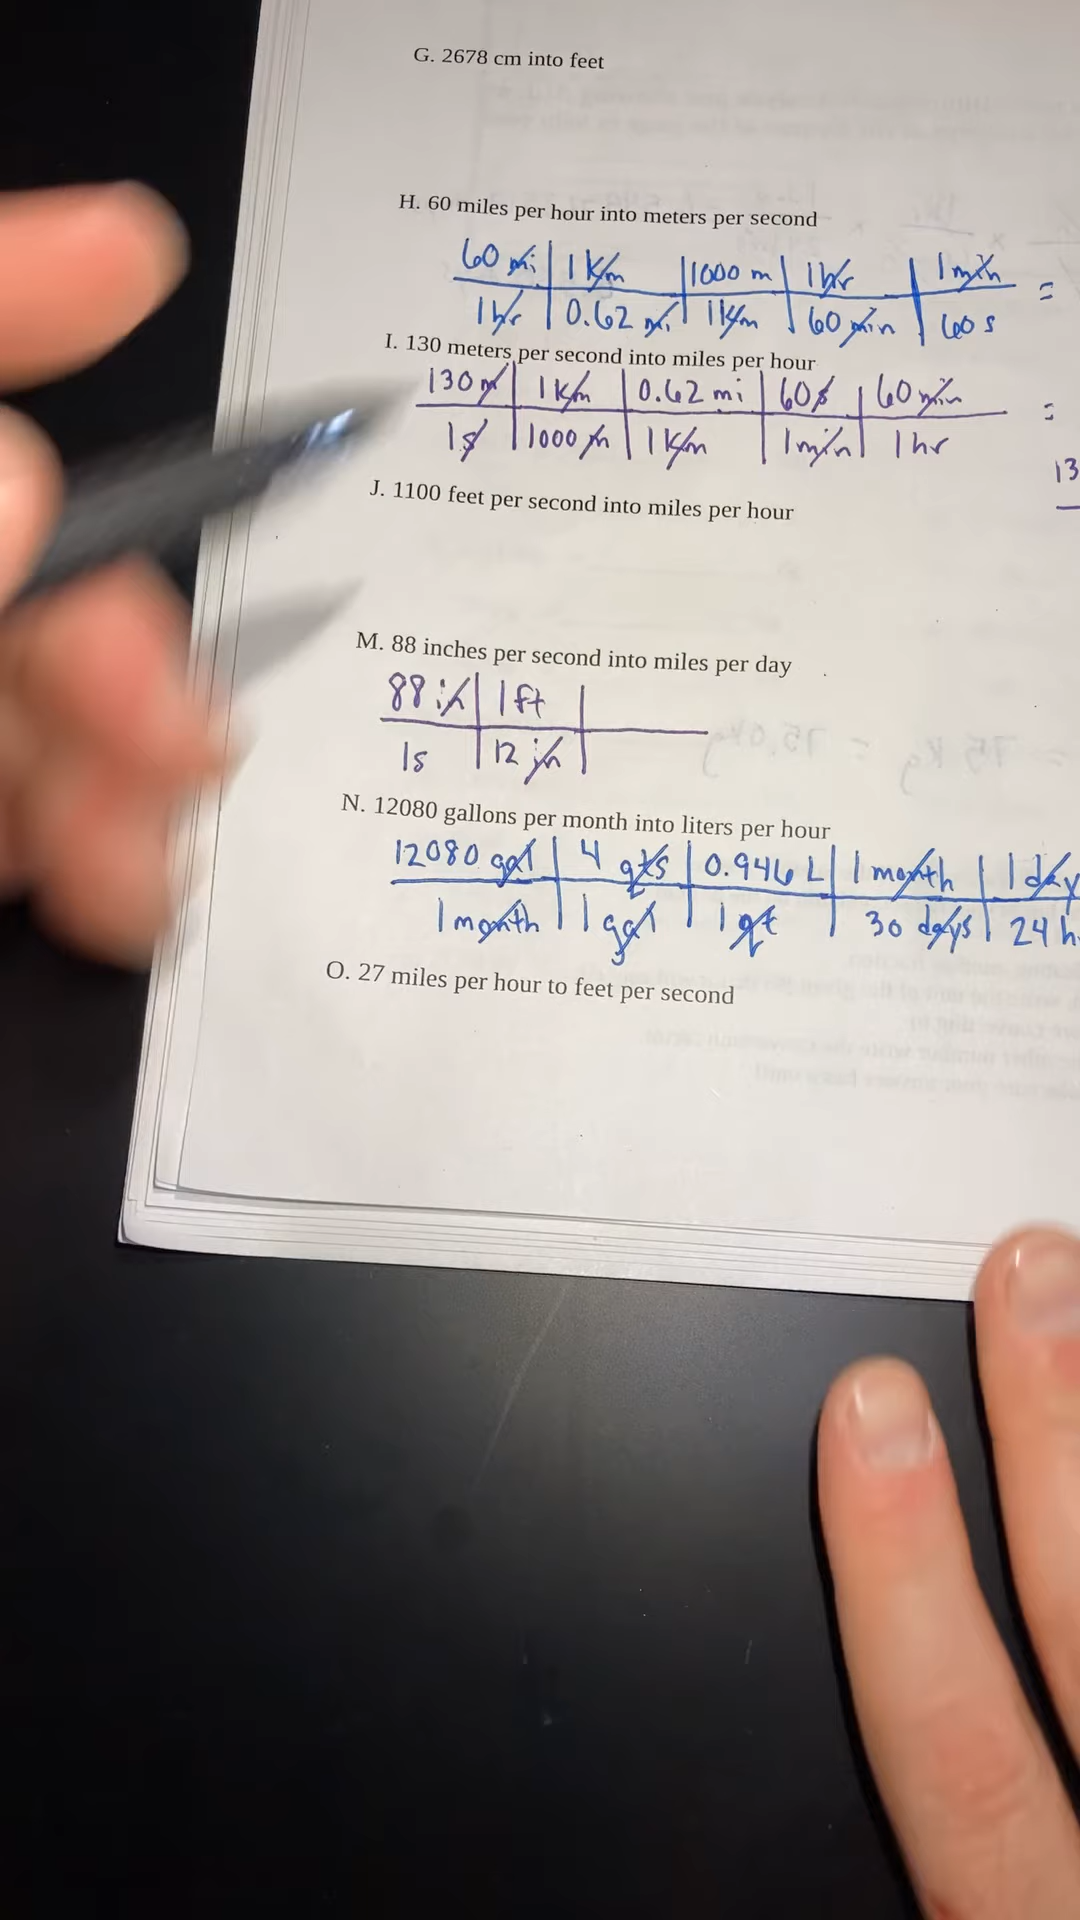 G. 2678 cm into feet
H. 60 miles per hour into meters per second
60 mi | 1 km | 1000 m | 1 hr | 1 min =
1 hr | 0.62 mi | 1 km | 60 min | 60 s
I. 130 meters per second into miles per hour
130 m | 1 km | 0.62 mi | 60 s | 60 min =
1 s | 1000 m | 1 km | 1 min | 1 hr
13
J. 1100 feet per second into miles per hour
M. 88 inches per second into miles per day
88 in | 1 ft |
1s | 12 in |
N. 12080 gallons per month into liters per hour
12080 gal | 4 qts | 0.946 L | 1 month | 1 day
1 month | 1 gal | 1 qt | 30 days | 24 h
O. 27 miles per hour to feet per second